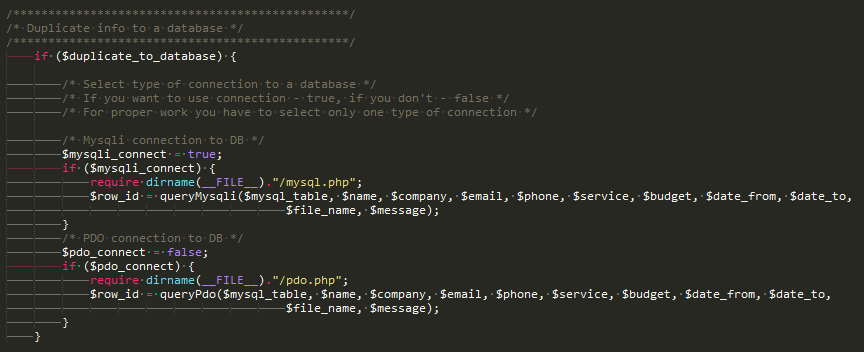 /************************************************/
/* Duplicate info to a database */
/************************************************/
if ($duplicate_to_database) {
/* Select type of connection to a database */
/* If you want to use connection - true, if you don't - false */
/* For proper work you have to select only one type of connection */
/* Mysqli connection to DB */
$mysqli_connect = true;
if ($mysqli_connect) {
require dirname(__FILE__)."/mysql.php";
$row_id = queryMysqli($mysql_table, $name, $company, $email, $phone, $service, $budget, $date_from, $date_to,
$file_name, $message);
}
/* PDO connection to DB */
$pdo_connect = false;
if ($pdo_connect) {
require dirname(__FILE__)."/pdo.php";
$row_id = queryPdo($mysql_table, $name, $company, $email, $phone, $service, $budget, $date_from, $date_to,
$file_name, $message);
}
}